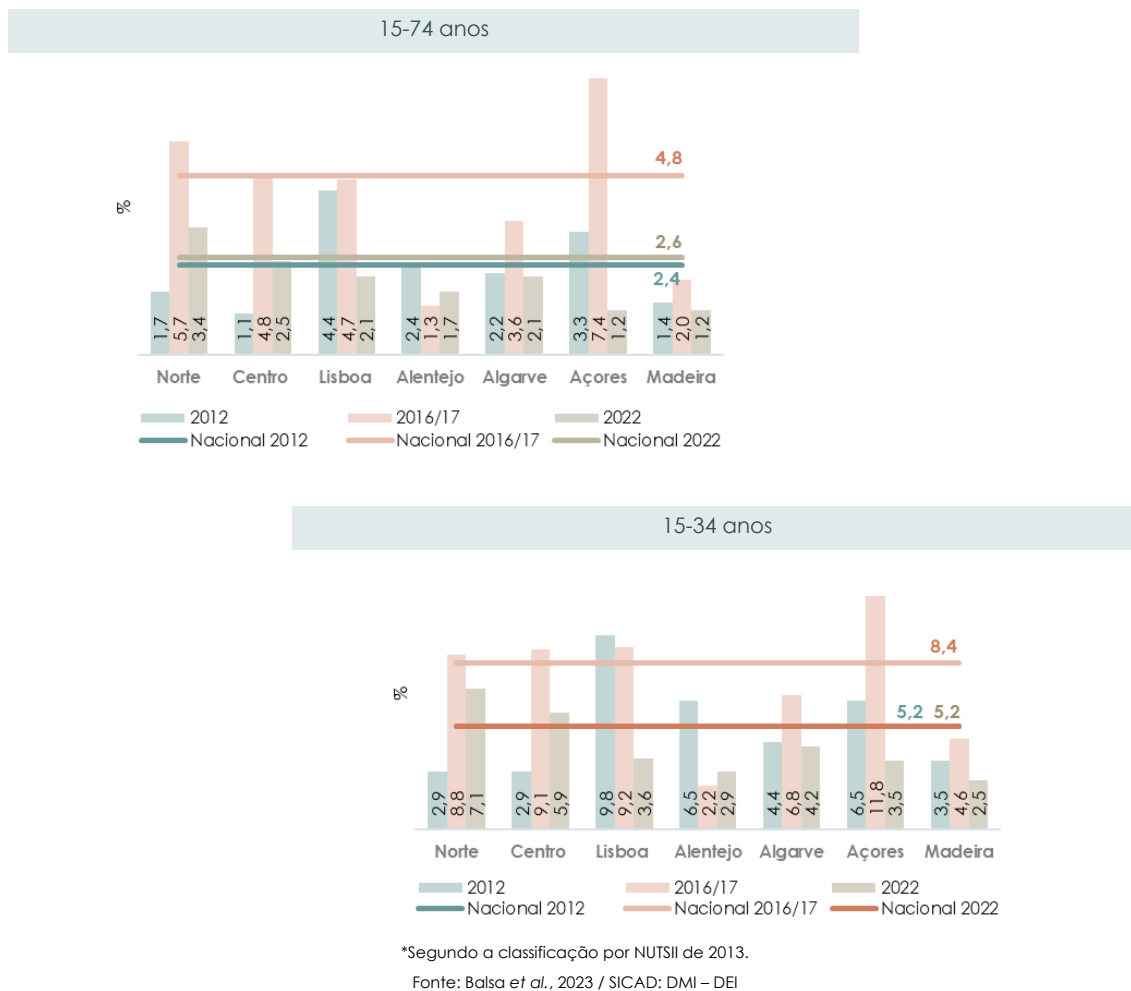 15-74 anos
%
4,8
2,6
2,4
1,7 5,7 3,4 1,1 4,8 2,5 4,4 4,7 2,1 2,4 1,3 1,7 2,2 3,6 2,1 3,3 7,4 1,2 1,4 2,0 1,2
Norte Centro Lisboa Alentejo Algarve Açores Madeira
2012 2016/17 2022
Nacional 2012 Nacional 2016/17 Nacional 2022
15-34 anos
%
8,4
5,2 5,2
2,9 8,8 7,1 2,9 9,1 5,9 9,8 9,2 3,6 6,5 2,2 2,9 4,4 6,8 4,2 6,5 11,8 3,5 3,5 4,6 2,5
Norte Centro Lisboa Alentejo Algarve Açores Madeira
2012 2016/17 2022
Nacional 2012 Nacional 2016/17 Nacional 2022
*Segundo a classificação por NUTSII de 2013.
Fonte: Balsa et al., 2023 / SICAD: DMI – DEI